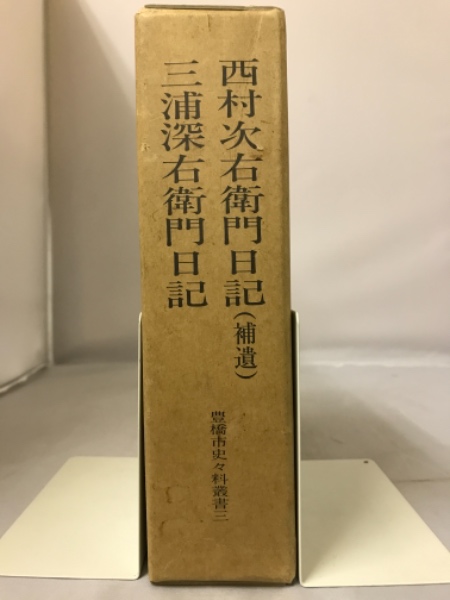 西村次右衛門日記(補遺)
三浦深右衛門日記
豊橋市史々料叢書三